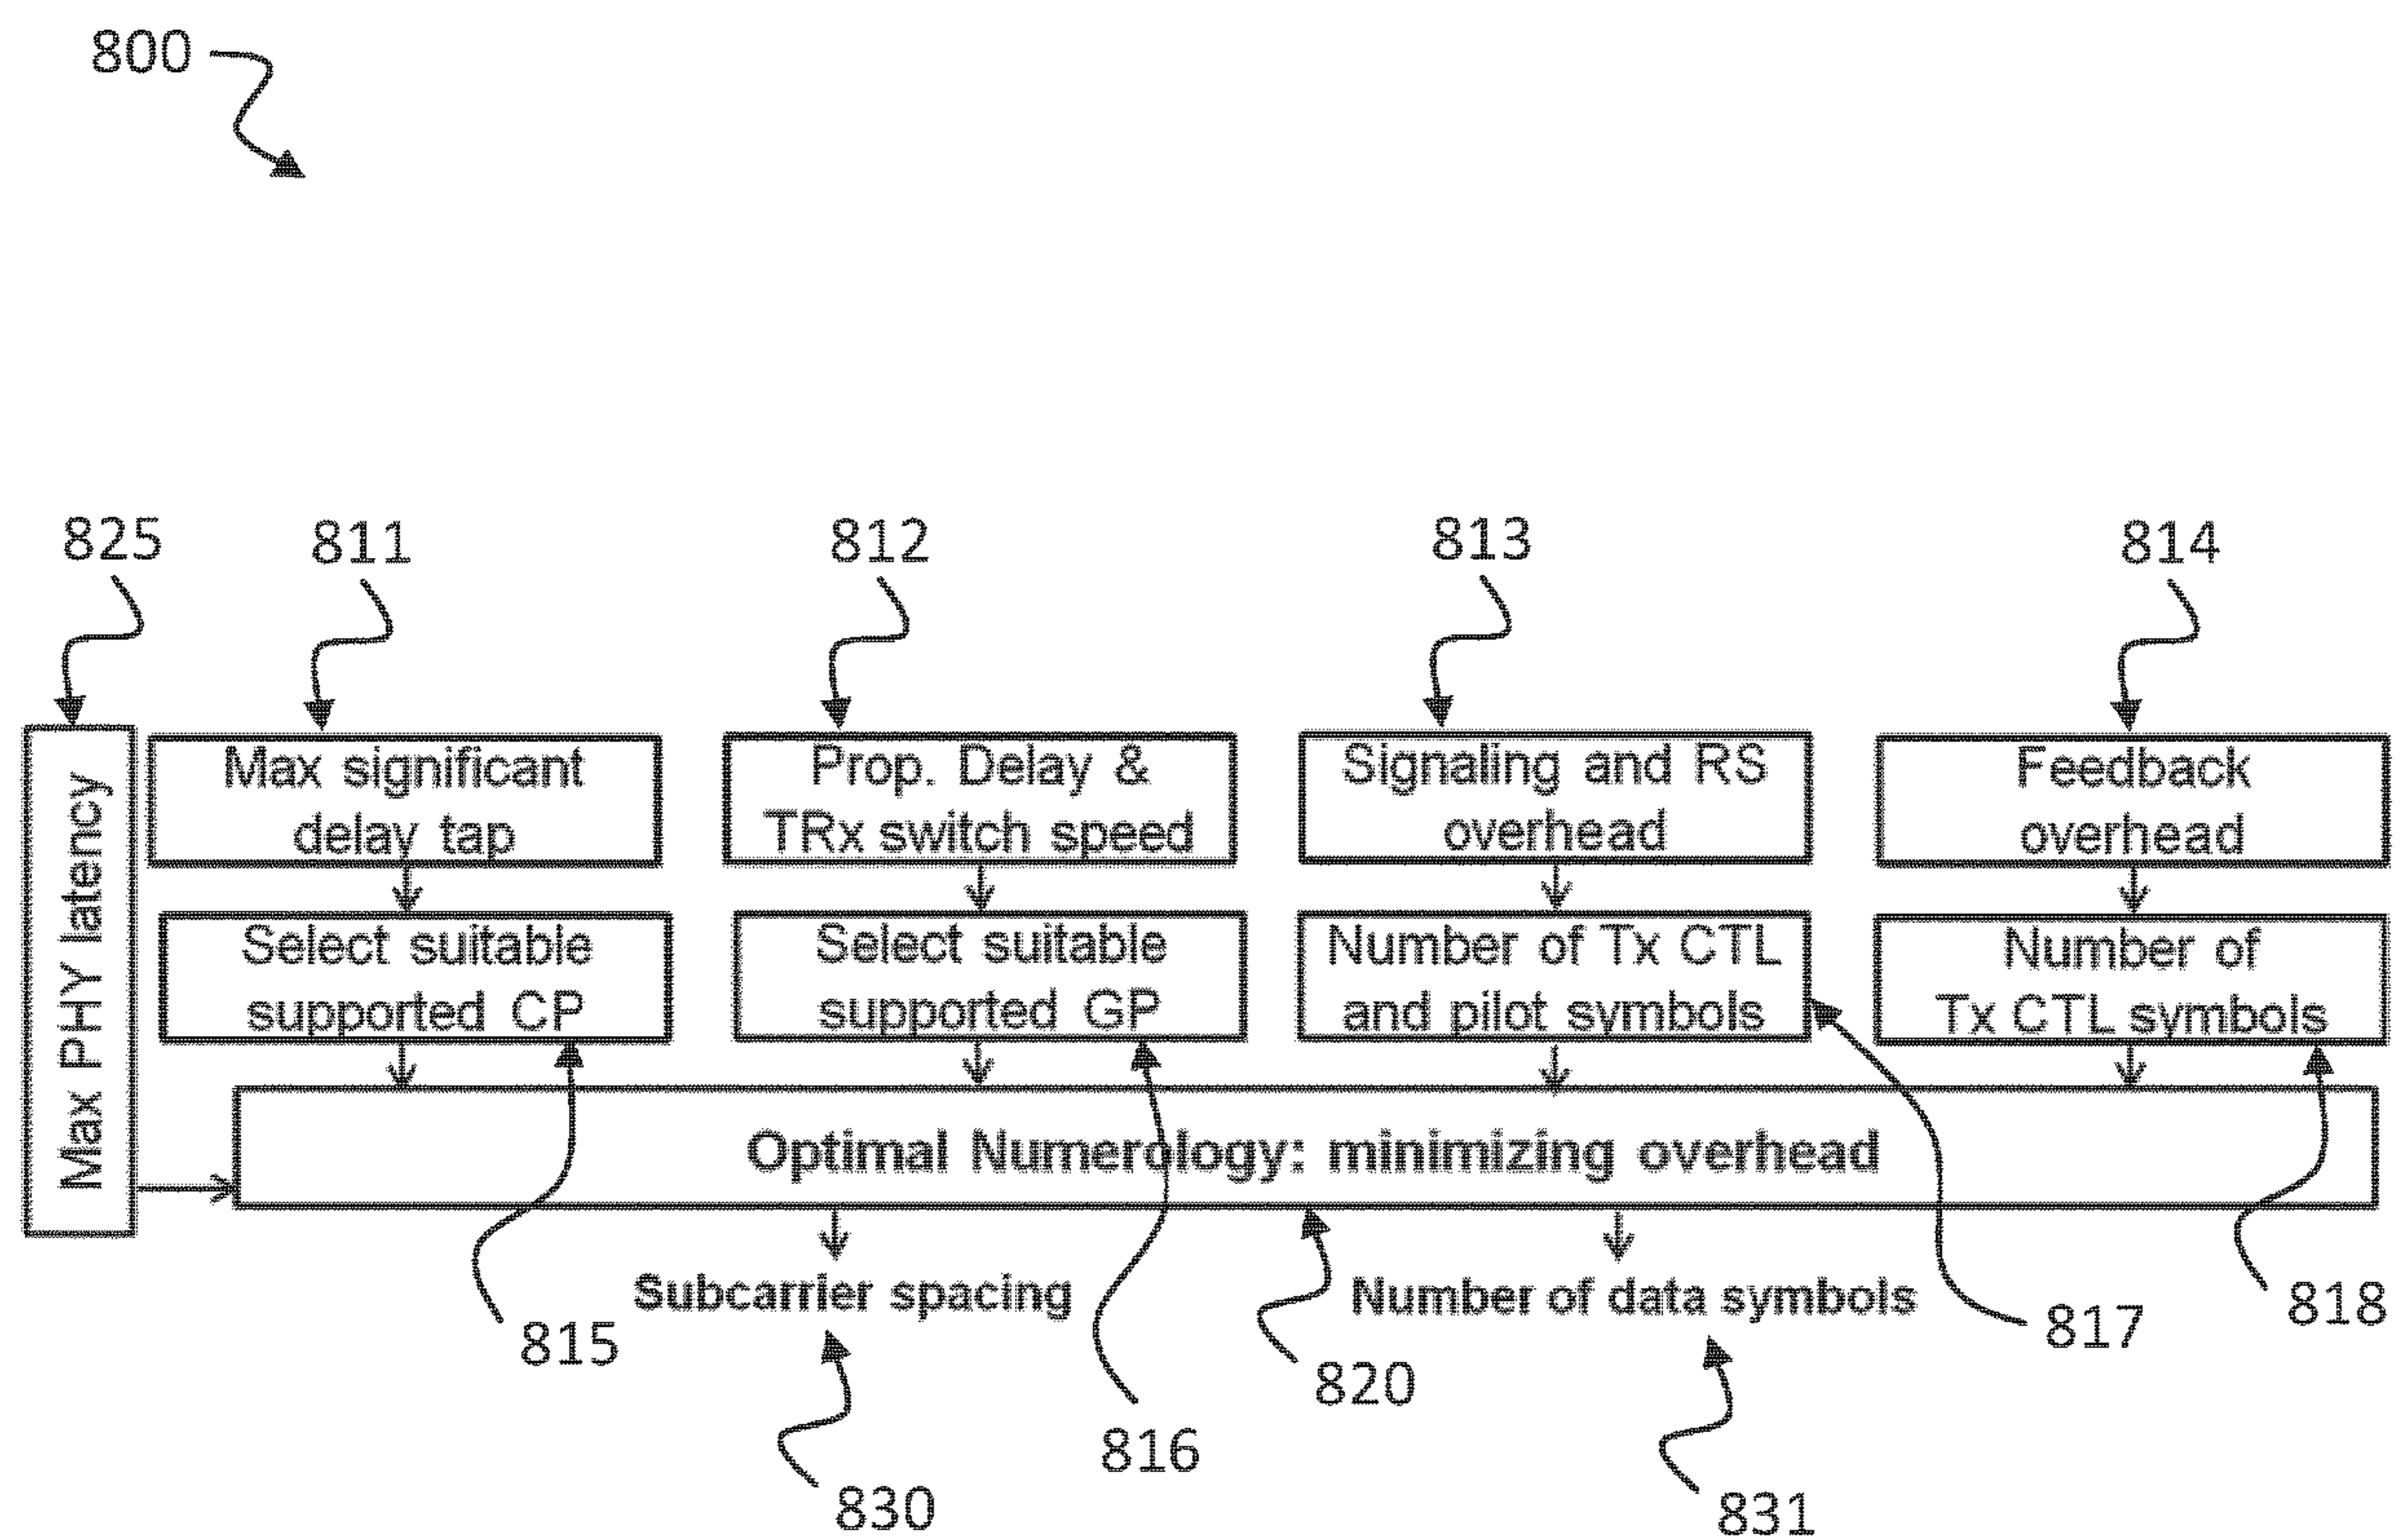 800
825
811
812
813
814
Max PHY latency
Max significant
delay tap
Prop. Delay &
TRx switch speed
Signaling and RS
overhead
Feedback
overhead
Select suitable
supported CP
Select suitable
supported GP
Number of Tx CTL
and pilot symbols
Number of
Tx CTL symbols
Optimal Numerology: minimizing overhead
Subcarrier spacing
Number of data symbols
815
816
820
817
818
830
831